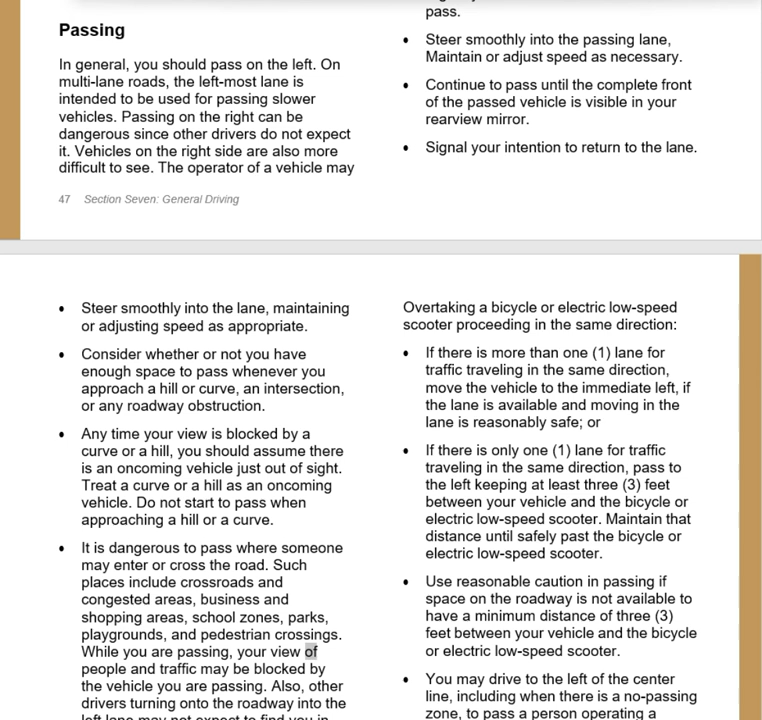 Passing
In general, you should pass on the left. On
multi-lane roads, the left-most lane is
intended to be used for passing slower
vehicles. Passing on the right can be
dangerous since other drivers do not expect
it. Vehicles on the right side are also more
difficult to see. The operator of a vehicle may
pass.
• Steer smoothly into the passing lane,
Maintain or adjust speed as necessary.
• Continue to pass until the complete front
of the passed vehicle is visible in your
rearview mirror.
• Signal your intention to return to the lane.
47 Section Seven: General Driving
• Steer smoothly into the lane, maintaining
or adjusting speed as appropriate.
• Consider whether or not you have
enough space to pass whenever you
approach a hill or curve, an intersection,
or any roadway obstruction.
• Any time your view is blocked by a
curve or a hill, you should assume there
is an oncoming vehicle just out of sight.
Treat a curve or a hill as an oncoming
vehicle. Do not start to pass when
approaching a hill or a curve.
• It is dangerous to pass where someone
may enter or cross the road. Such
places include crossroads and
congested areas, business and
shopping areas, school zones, parks,
playgrounds, and pedestrian crossings.
While you are passing, your view of
people and traffic may be blocked by
the vehicle you are passing. Also, other
drivers turning onto the roadway into the
left lane may not expect to find you in
Overtaking a bicycle or electric low-speed
scooter proceeding in the same direction:
• If there is more than one (1) lane for
traffic traveling in the same direction,
move the vehicle to the immediate left, if
the lane is available and moving in the
lane is reasonably safe; or
• If there is only one (1) lane for traffic
traveling in the same direction, pass to
the left keeping at least three (3) feet
between your vehicle and the bicycle or
electric low-speed scooter. Maintain that
distance until safely past the bicycle or
electric low-speed scooter.
• Use reasonable caution in passing if
space on the roadway is not available to
have a minimum distance of three (3)
feet between your vehicle and the bicycle
or electric low-speed scooter.
• You may drive to the left of the center
line, including when there is a no-passing
zone, to pass a person operating a